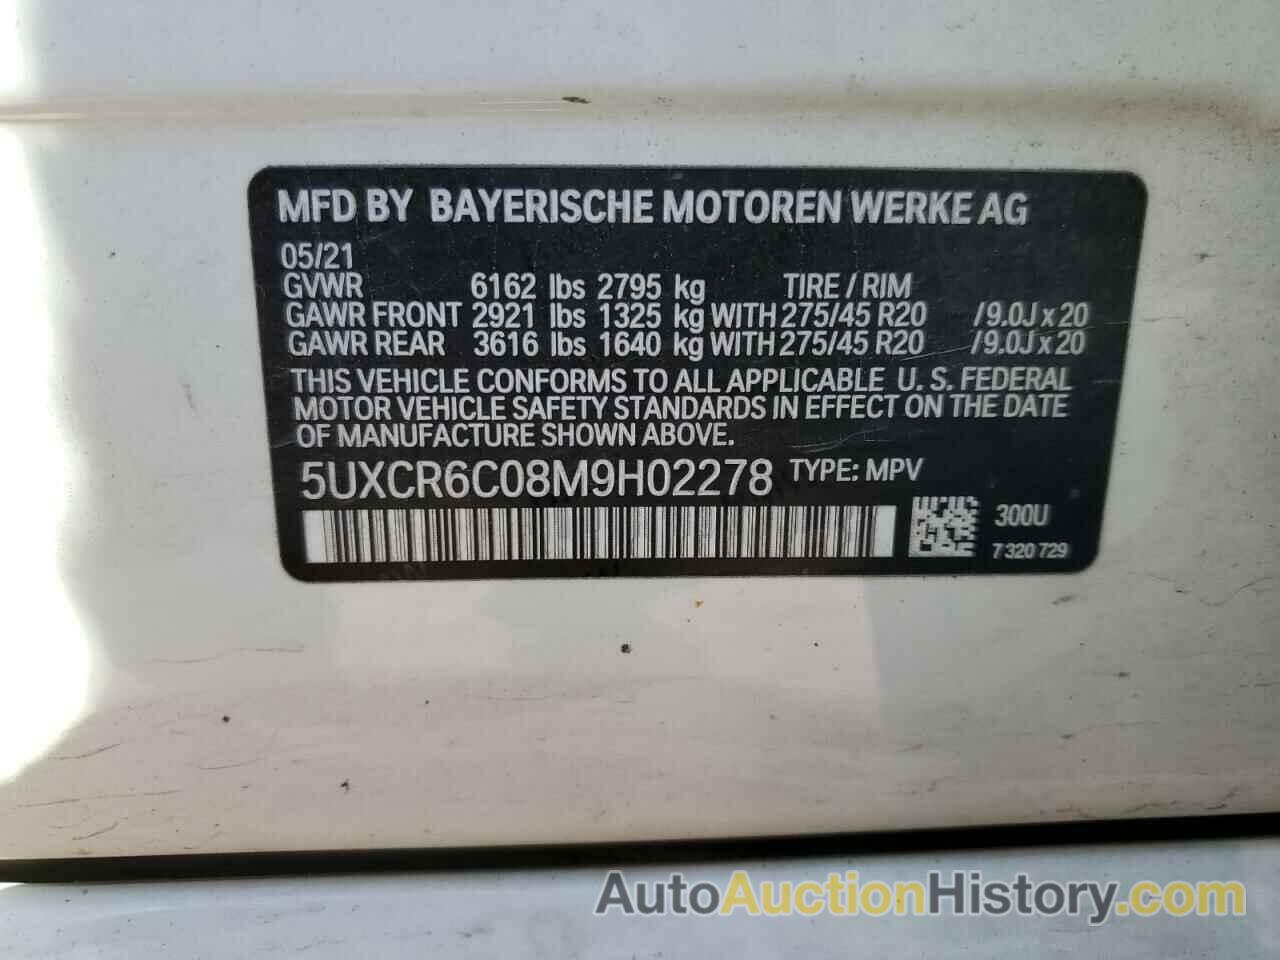 MFD BY BAYERISCHE MOTOREN WERKE AG
05/21
GVWR 6162 lbs 2795 kg TIRE / RIM
GAWR FRONT 2921 lbs 1325 kg WITH 275/45 R20 /9.0J x 20
GAWR REAR 3616 lbs 1640 kg WITH 275/45 R20 /9.0J x 20
THIS VEHICLE CONFORMS TO ALL APPLICABLE U. S. FEDERAL
MOTOR VEHICLE SAFETY STANDARDS IN EFFECT ON THE DATE
OF MANUFACTURE SHOWN ABOVE.
5UXCR6C08M9H02278 TYPE: MPV
300U
7 320 729
AutoAuctionHistory.com